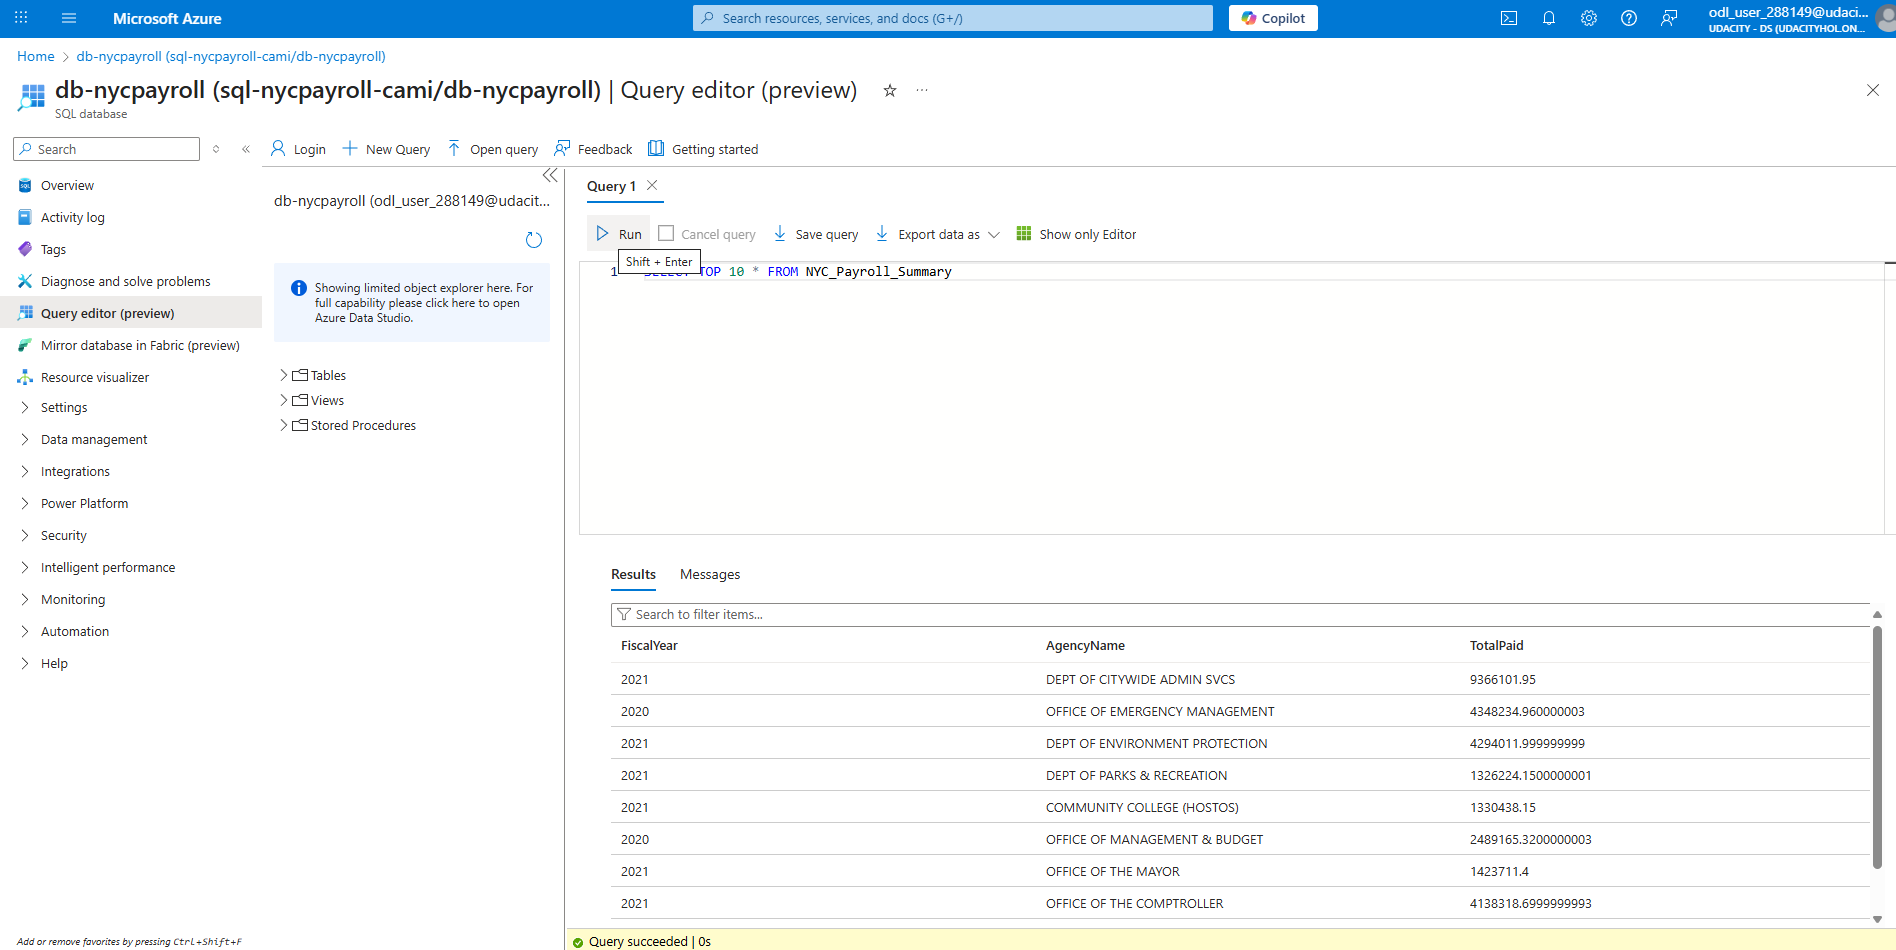 Microsoft Azure
Search resources, services, and docs (G+/)
Copilot
odl_user_288149@udaci...
UDACITY - DS (UDACITYHOL.ON...
Home > db-nycpayroll (sql-nycpayroll-cami/db-nycpayroll)
db-nycpayroll (sql-nycpayroll-cami/db-nycpayroll) | Query editor (preview)
SQL database
Search
Login
New Query
Open query
Feedback
Getting started
Overview
Activity log
Tags
Diagnose and solve problems
Query editor (preview)
Mirror database in Fabric (preview)
Resource visualizer
Settings
Data management
Integrations
Power Platform
Security
Intelligent performance
Monitoring
Automation
Help
Add or remove favorites by pressing Ctrl+Shift+F
db-nycpayroll (odl_user_288149@udacit...
Showing limited object explorer here. For
full capability please click here to open
Azure Data Studio.
Tables
Views
Stored Procedures
Query 1
Run
Cancel query
Save query
Export data as
Show only Editor
Shift + Enter
1 SELECT TOP 10 * FROM NYC_Payroll_Summary
Results
Messages
Search to filter items...
FiscalYear AgencyName TotalPaid
2021 DEPT OF CITYWIDE ADMIN SVCS 9366101.95
2020 OFFICE OF EMERGENCY MANAGEMENT 4348234.960000003
2021 DEPT OF ENVIRONMENT PROTECTION 4294011.999999999
2021 DEPT OF PARKS & RECREATION 1326224.1500000001
2021 COMMUNITY COLLEGE (HOSTOS) 1330438.15
2020 OFFICE OF MANAGEMENT & BUDGET 2489165.3200000003
2021 OFFICE OF THE MAYOR 1423711.4
2021 OFFICE OF THE COMPTROLLER 4138318.6999999993
Query succeeded | 0s